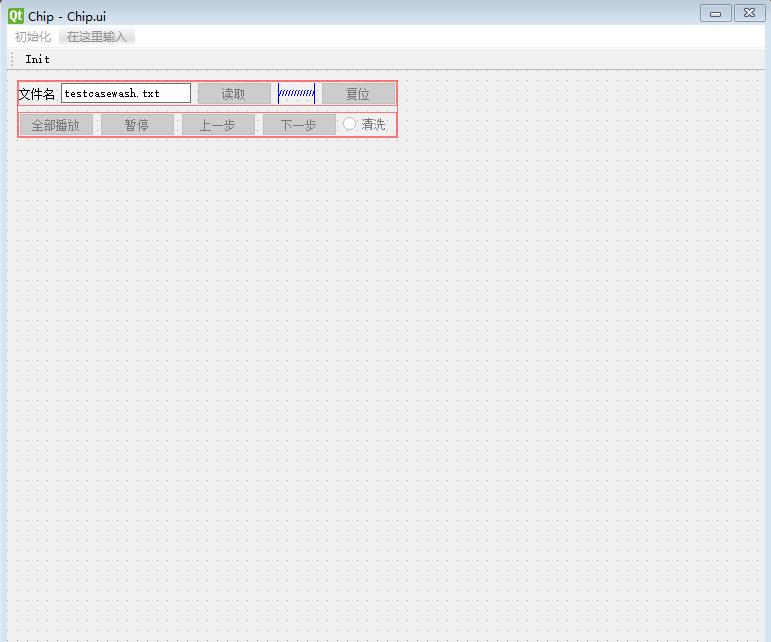 Qt Chip - Chip.ui
初始化 在这里输入
Init
文件名 testcasewash.txt 读取 复位
全部播放 暂停 上一步 下一步 清洗